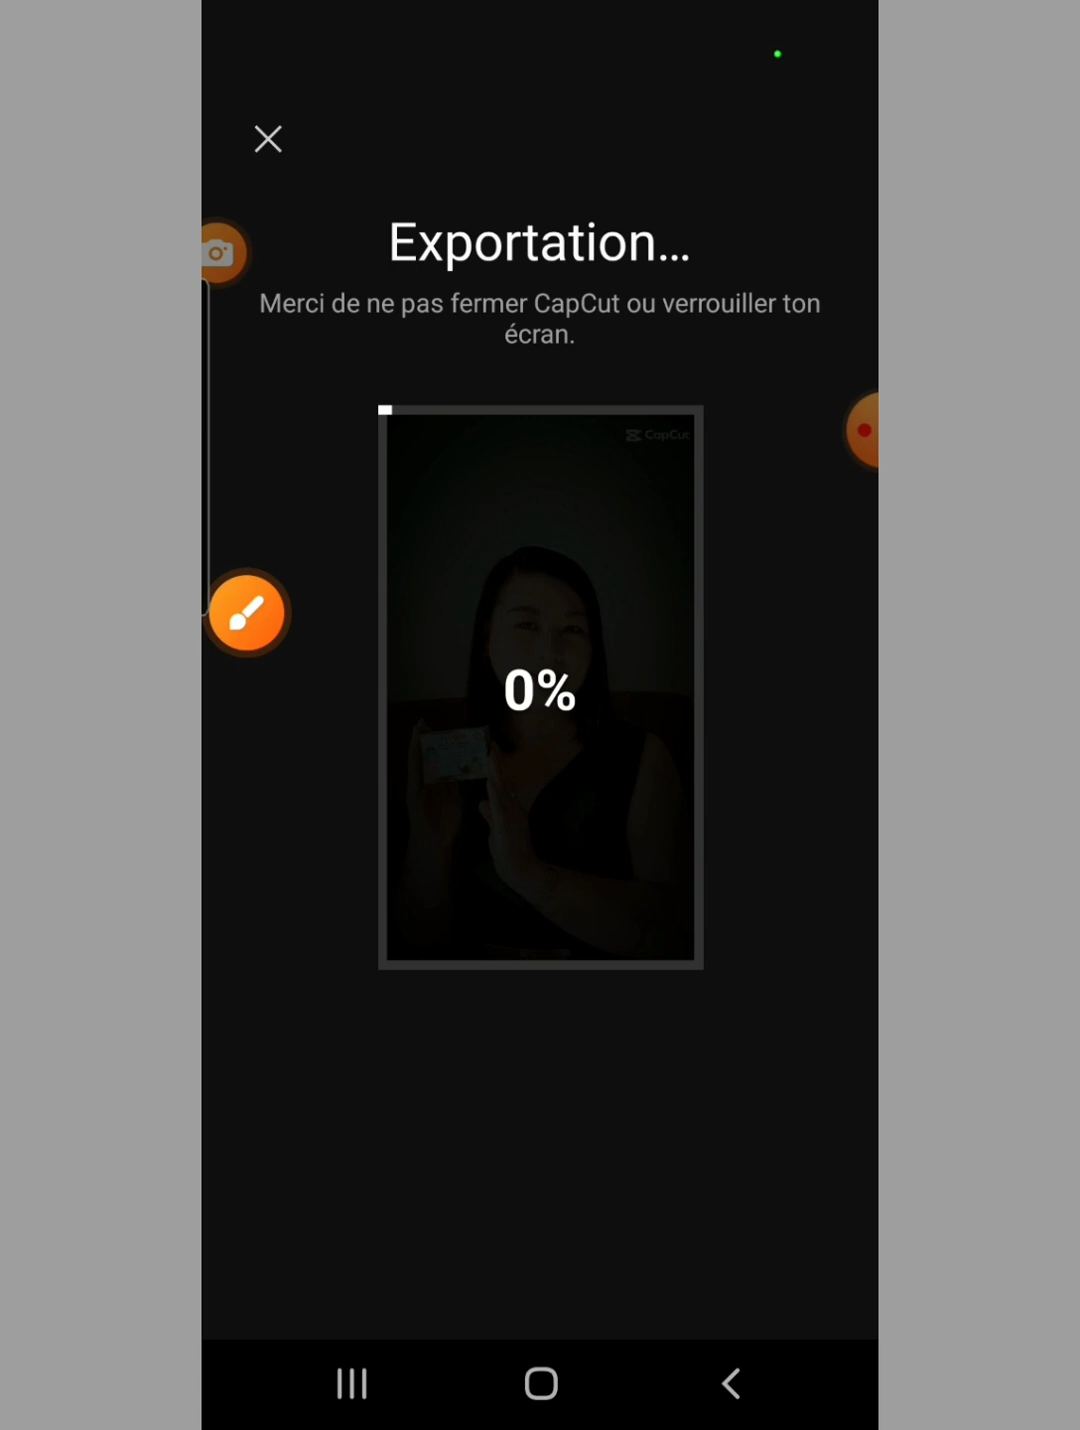 Exportation...
Merci de ne pas fermer CapCut ou verrouiller ton
écran.
CapCut
0%